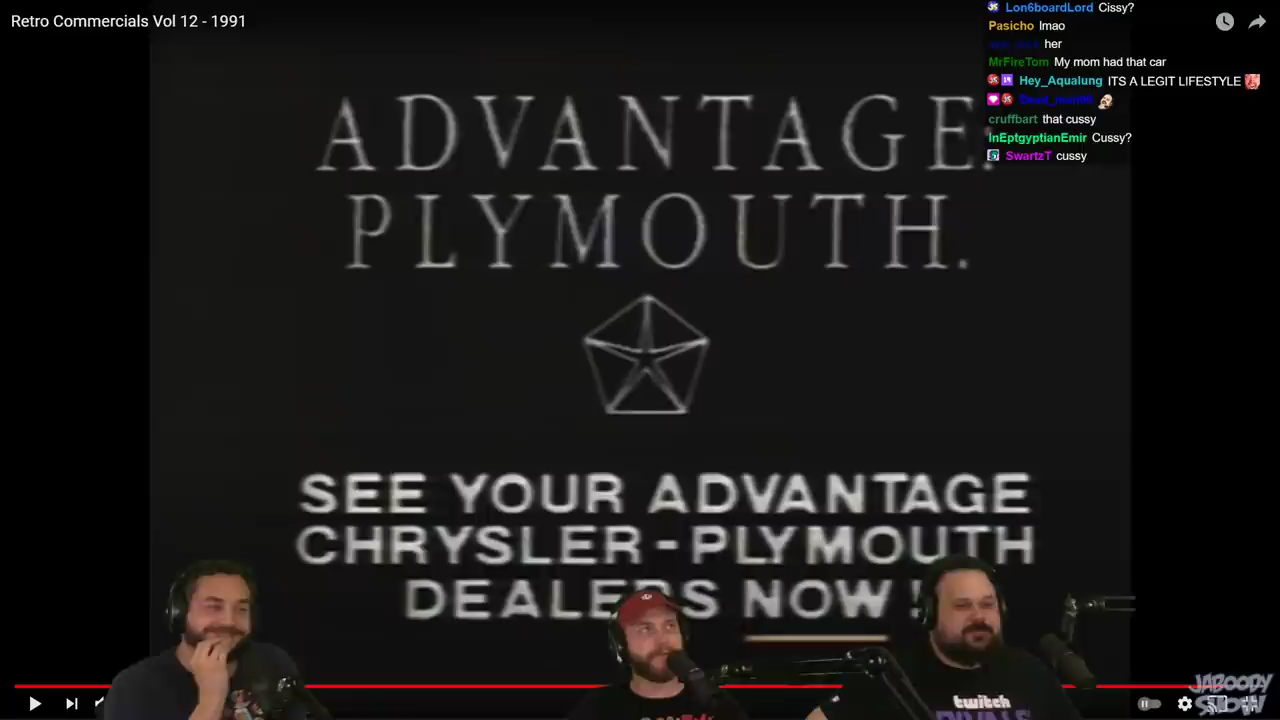 Retro Commercials Vol 12 - 1991
Lon6boardLord Cissy?
Pasicho lmao
her
MrFireTom My mom had that car
Hey_Aqualung ITS A LEGIT LIFESTYLE
cruffbart that cussy
InEptgyptianEmir Cussy?
SwartzT cussy
ADVANTAGE:
PLYMOUTH.
SEE YOUR ADVANTAGE
CHRYSLER-PLYMOUTH
DEALERS NOW!
twitch
RIVALS
JABOODY
SHOW